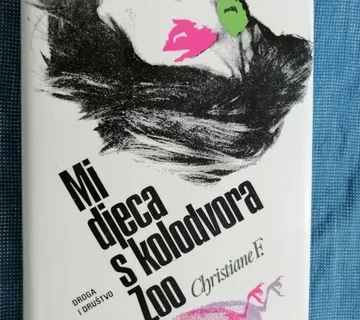 Mi
djeca
s kolodvora
Zoo
Christiane F.
DROGA
I DRUŠTVO